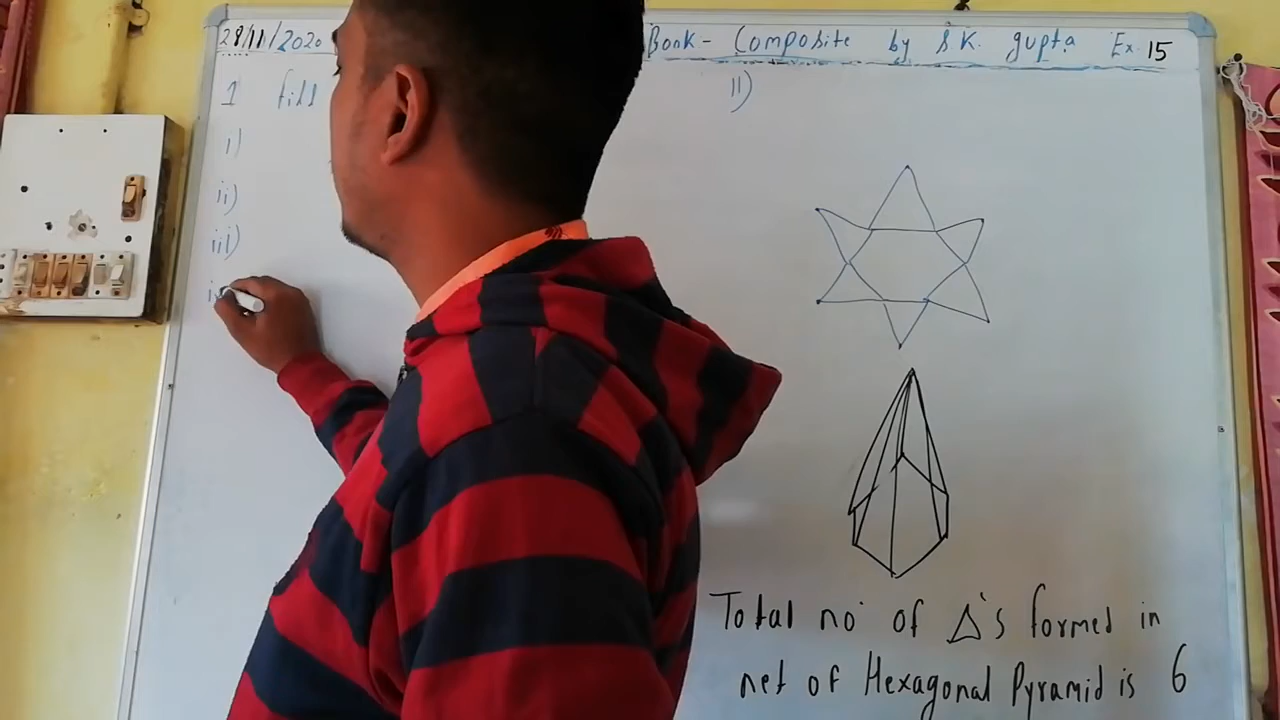 28/11/2020 Book - Composite by S K. gupta Ex. 15
1 fill
i)
ii)
iii)
11)
Total no of Δ's formed in
net of Hexagonal Pyramid is 6